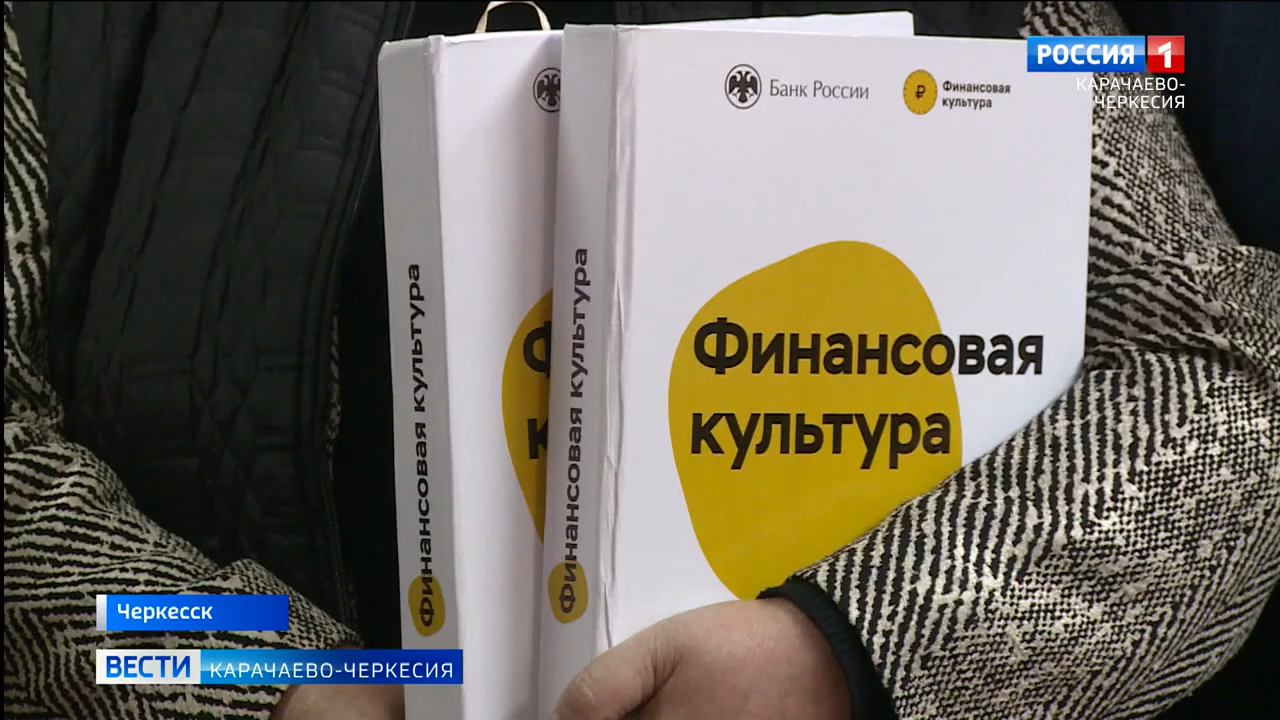 РОССИЯ 1
КАРАЧАЕВО-
ЧЕРКЕСИЯ
Банк России
Финансовая
культура
Финансовая
культура
Финансовая культура
Финансовая культура
Ф
к
Черкесск
ВЕСТИ КАРАЧАЕВО-ЧЕРКЕСИЯ